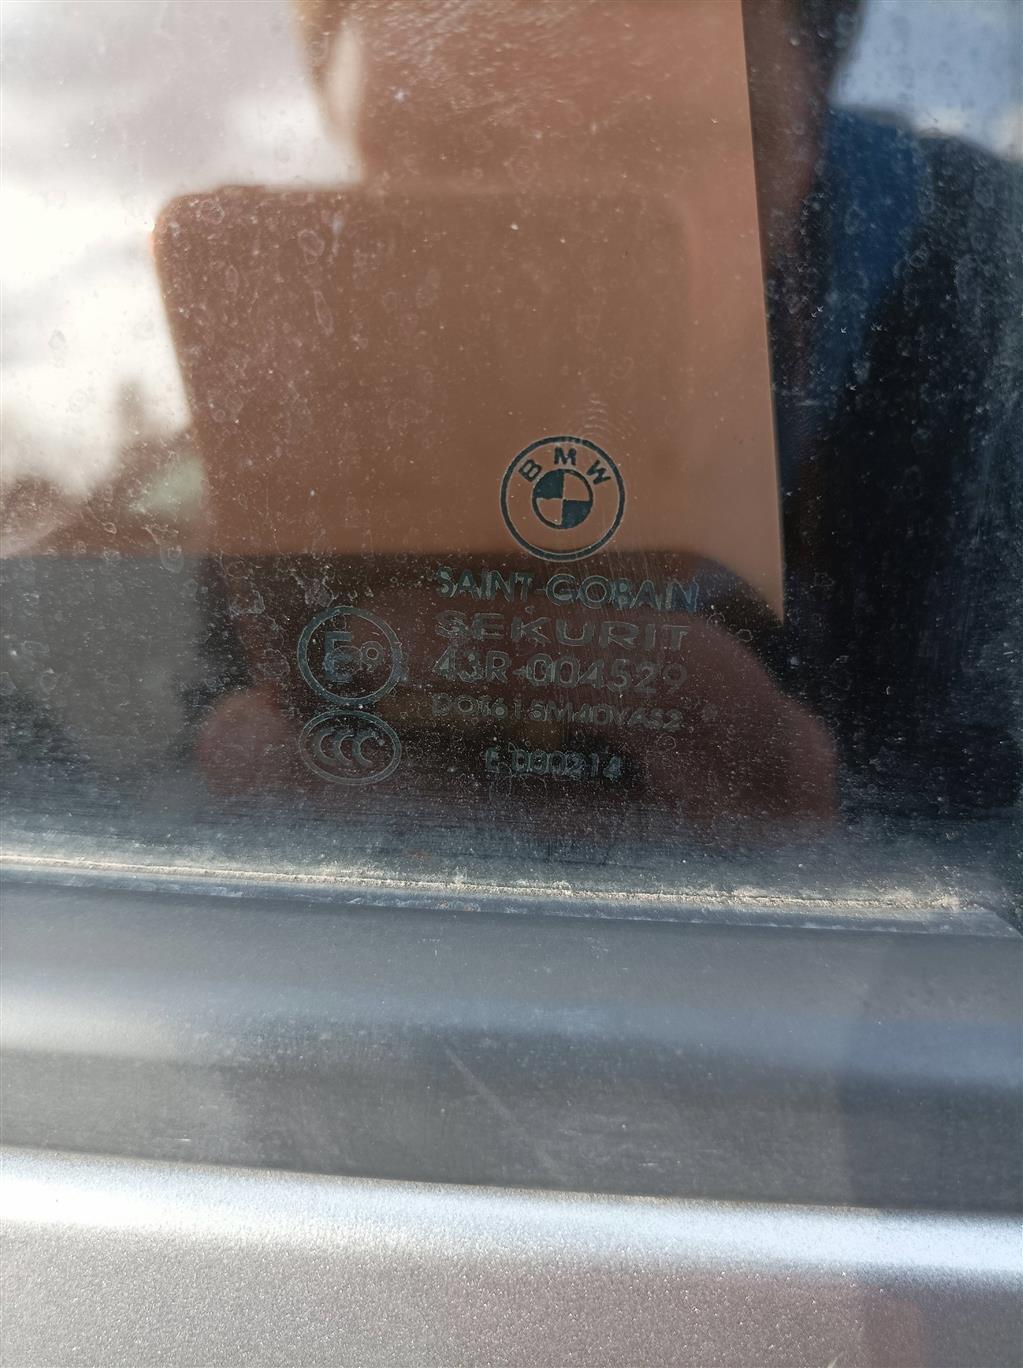 BMW
SAINT-GOBAIN
SEKURIT
E9
43R-004529
CCC